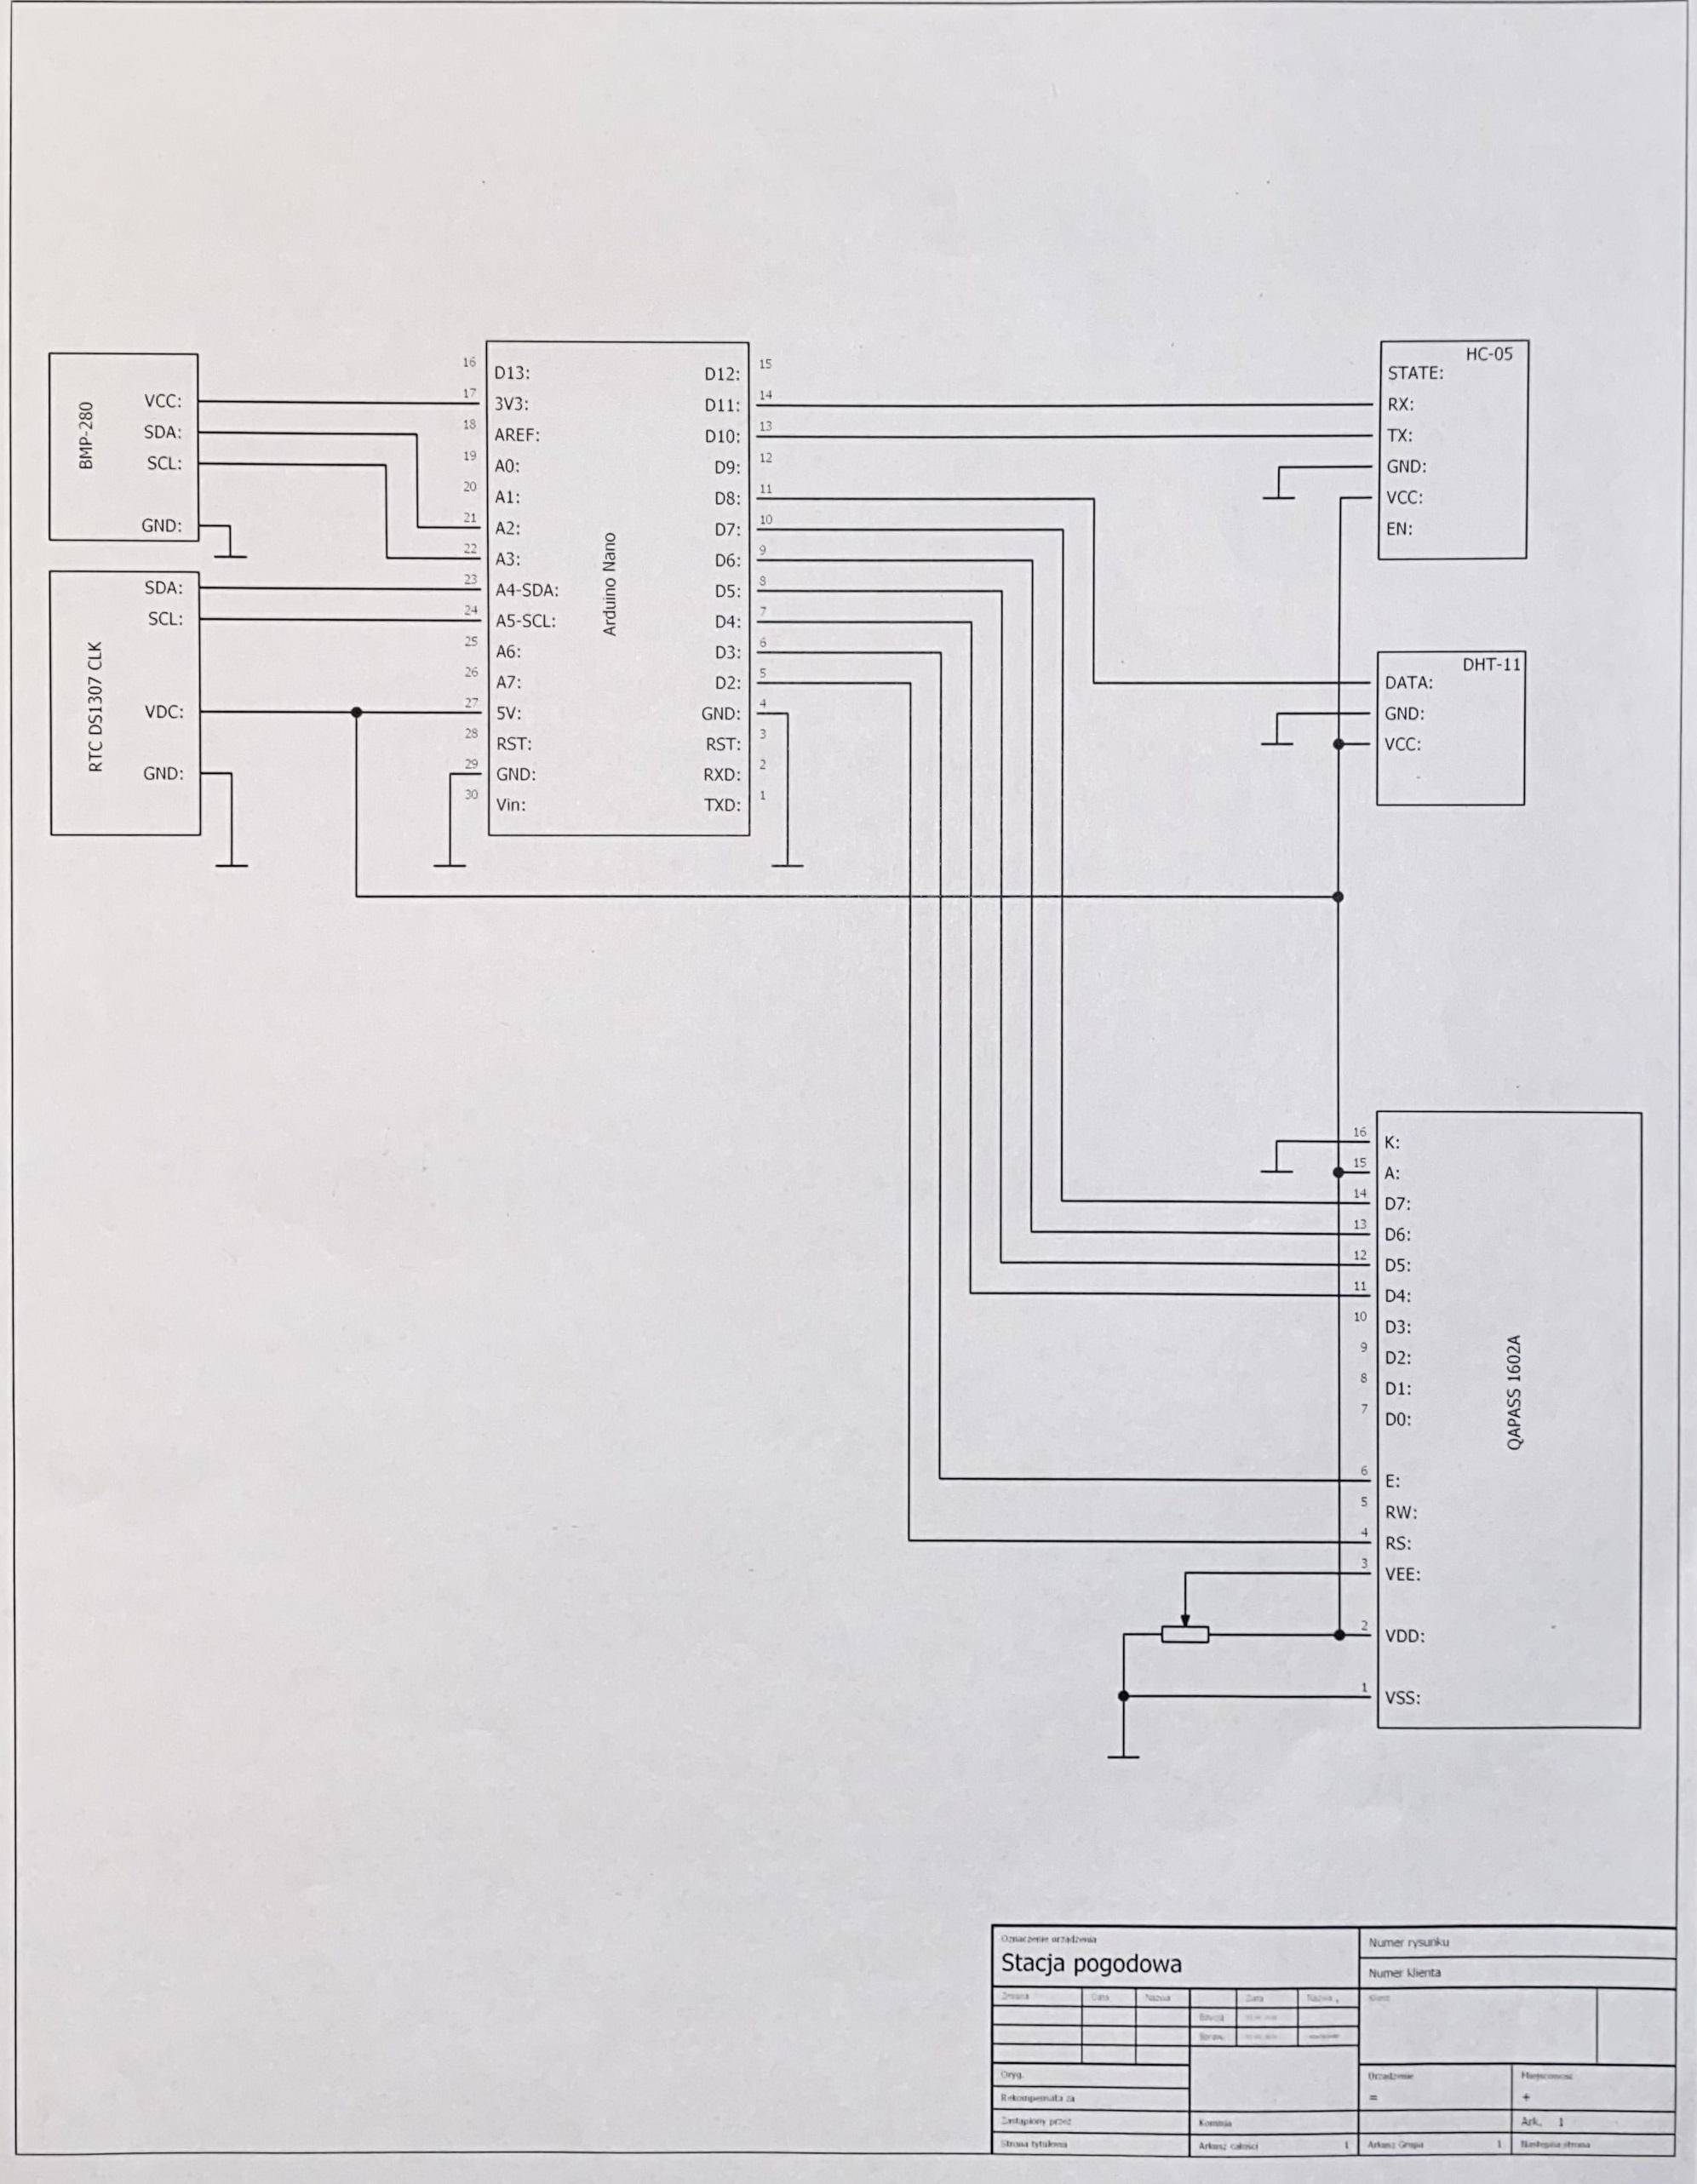 BMP-280
VCC:
SDA:
SCL:
GND:
RTC DS1307 CLK
SDA:
SCL:
VDC:
GND:
Arduino Nano
16 D13:
17 3V3:
18 AREF:
19 A0:
20 A1:
21 A2:
22 A3:
23 A4-SDA:
24 A5-SCL:
25 A6:
26 A7:
27 5V:
28 RST:
29 GND:
30 Vin:
D12: 15
D11: 14
D10: 13
D9: 12
D8: 11
D7: 10
D6: 9
D5: 8
D4: 7
D3: 6
D2: 5
GND: 4
RST: 3
RXD: 2
TXD: 1
HC-05
STATE:
RX:
TX:
GND:
VCC:
EN:
DHT-11
DATA:
GND:
VCC:
16 K:
15 A:
14 D7:
13 D6:
12 D5:
11 D4:
10 D3:
9 D2:
8 D1:
7 D0:
6 E:
5 RW:
4 RS:
3 VEE:
2 VDD:
1 VSS:
QAPASS 1602A
Oznaczenie urządzenia
Stacja pogodowa
Numer rysunku
Numer klienta
Zmiana Data Nazwa Data Nazwa
Oryg.
Rekompensata za
Zastąpiony przez
Strona tytułowa
Komisja
Arkusz całości 1
Urządzenie
=
Miejscowość
+
Ark. 1
Arkusz Grupa 1
Następna strona